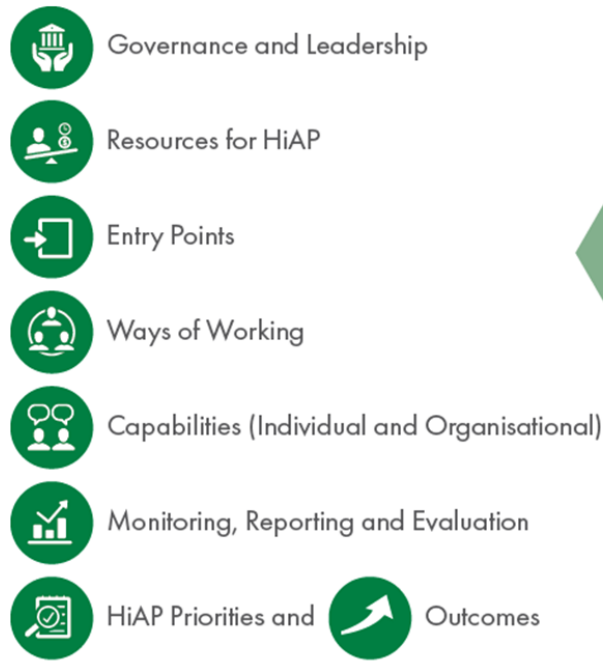 Governance and Leadership
Resources for HiAP
Entry Points
Ways of Working
Capabilities (Individual and Organisational)
Monitoring, Reporting and Evaluation
HiAP Priorities and Outcomes